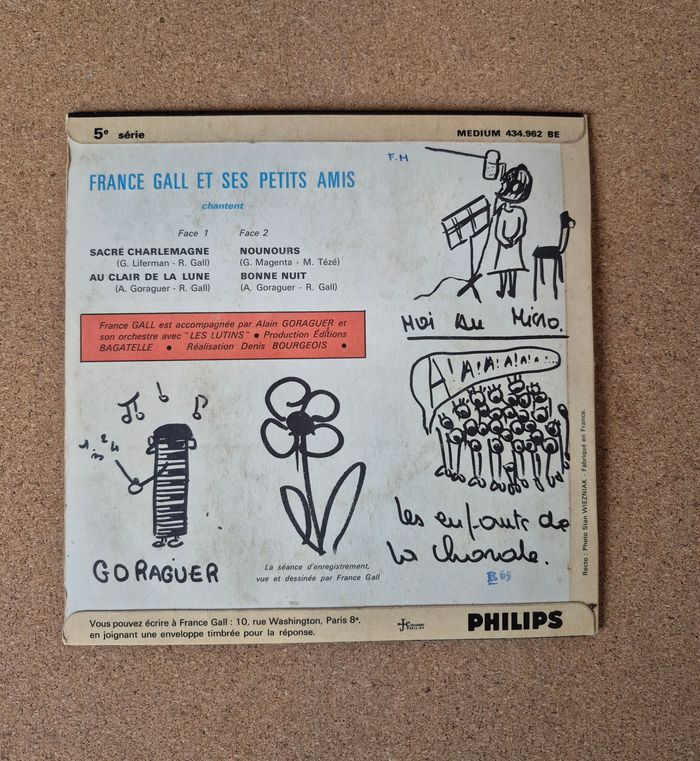 5e série
MEDIUM 434.962 BE
F.M
FRANCE GALL ET SES PETITS AMIS
chantent
Face 1
SACRÉ CHARLEMAGNE
(G. Liferman - R. Gall)
AU CLAIR DE LA LUNE
(A. Goraguer - R. Gall)
Face 2
NOUNOURS
(G. Magenta - M. Tézé)
BONNE NUIT
(A. Goraguer - R. Gall)
France GALL est accompagnée par Alain GORAGUER et
son orchestre avec "LES LUTINS" ● Production Éditions
BAGATELLE ● Réalisation Denis BOURGEOIS ●
Moi au Micro.
A! A! A! A! A! a! . . .
les enfants de
la chorale.
GORAGUER
La séance d'enregistrement,
vue et dessinée par France Gall
65
Recto : Photo Stan WIEZNIAK - Fabriqué en France.
Vous pouvez écrire à France Gall : 10, rue Washington, Paris 8e,
en joignant une enveloppe timbrée pour la réponse.
PHILIPS